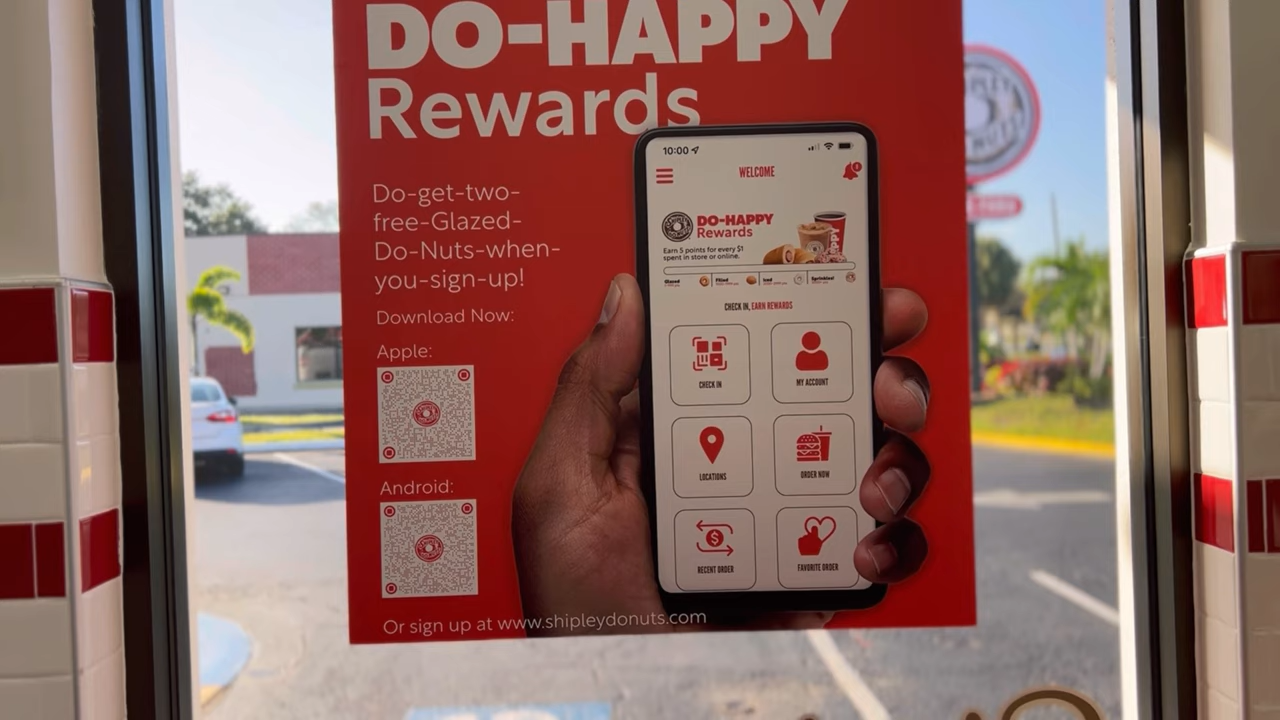 DO-HAPPY
Rewards
Do-get-two-
free-Glazed-
Do-Nuts-when-
you-sign-up!
Download Now:
Apple:
Android:
Or sign up at www.shipleydonuts.com
10:00
WELCOME
DO-HAPPY
Rewards
Earn 5 points for every $1
spent in store or online.
Glazed
Filled
Iced
Sprinkles!
CHECK IN, EARN REWARDS
CHECK IN
MY ACCOUNT
LOCATIONS
ORDER NOW
RECENT ORDER
FAVORITE ORDER